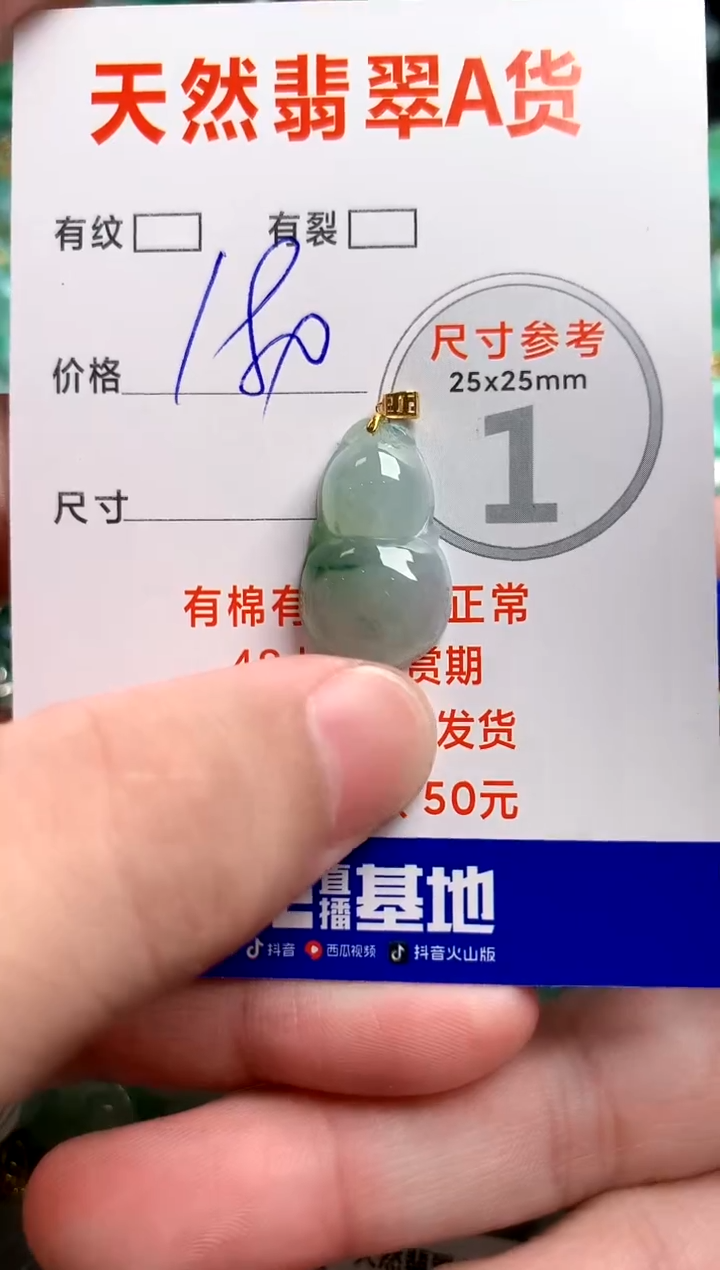 天然翡翠A货
有纹 有裂
价格 180
尺寸参考
25x25mm
1
尺寸
有棉有 正常
赏期
发货
50元
直播基地
抖音 西瓜视频 抖音火山版